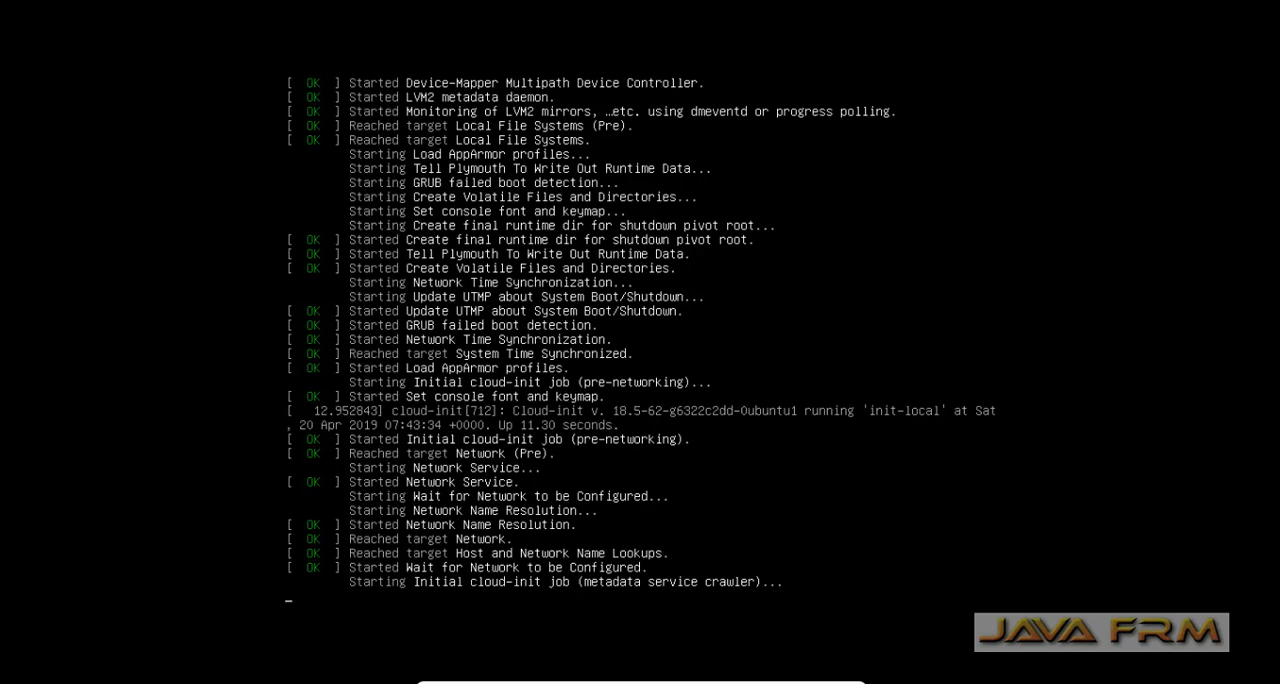 [  OK  ] Started Device-Mapper Multipath Device Controller.
[  OK  ] Started LVM2 metadata daemon.
[  OK  ] Started Monitoring of LVM2 mirrors, …etc. using dmeventd or progress polling.
[  OK  ] Reached target Local File Systems (Pre).
[  OK  ] Reached target Local File Systems.
Starting Load AppArmor profiles...
Starting Tell Plymouth To Write Out Runtime Data...
Starting GRUB failed boot detection...
Starting Create Volatile Files and Directories...
Starting Set console font and keymap...
Starting Create final runtime dir for shutdown pivot root...
[  OK  ] Started Create final runtime dir for shutdown pivot root.
[  OK  ] Started Tell Plymouth To Write Out Runtime Data.
[  OK  ] Started Create Volatile Files and Directories.
Starting Network Time Synchronization...
Starting Update UTMP about System Boot/Shutdown...
[  OK  ] Started Update UTMP about System Boot/Shutdown.
[  OK  ] Started GRUB failed boot detection.
[  OK  ] Started Network Time Synchronization.
[  OK  ] Reached target System Time Synchronized.
[  OK  ] Started Load AppArmor profiles.
Starting Initial cloud-init job (pre-networking)...
[  OK  ] Started Set console font and keymap.
[   12.952843] cloud-init[712]: Cloud-init v. 18.5-62-g6322c2dd-0ubuntu1 running 'init-local' at Sat
, 20 Apr 2019 07:43:34 +0000. Up 11.30 seconds.
[  OK  ] Started Initial cloud-init job (pre-networking).
[  OK  ] Reached target Network (Pre).
Starting Network Service...
[  OK  ] Started Network Service.
Starting Wait for Network to be Configured...
Starting Network Name Resolution...
[  OK  ] Started Network Name Resolution.
[  OK  ] Reached target Network.
[  OK  ] Reached target Host and Network Name Lookups.
[  OK  ] Started Wait for Network to be Configured.
Starting Initial cloud-init job (metadata service crawler)...
_
JAVA FRM